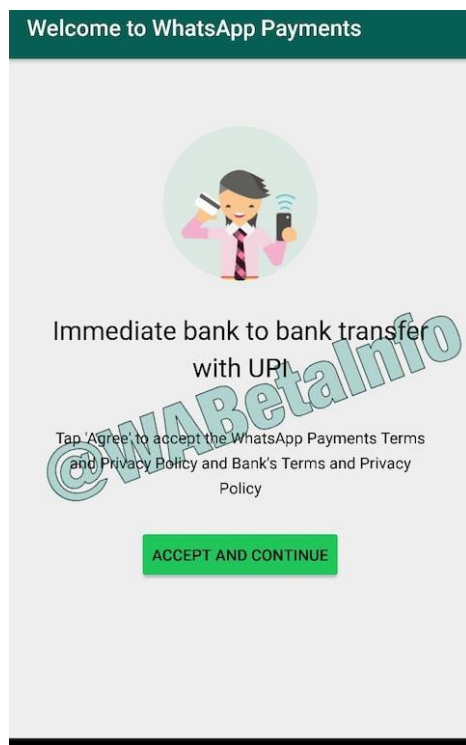 Welcome to WhatsApp Payments
Immediate bank to bank transfer
with UPI
@WABetaInfo
Tap 'Agree' to accept the WhatsApp Payments Terms
and Privacy Policy and Bank's Terms and Privacy
Policy
ACCEPT AND CONTINUE